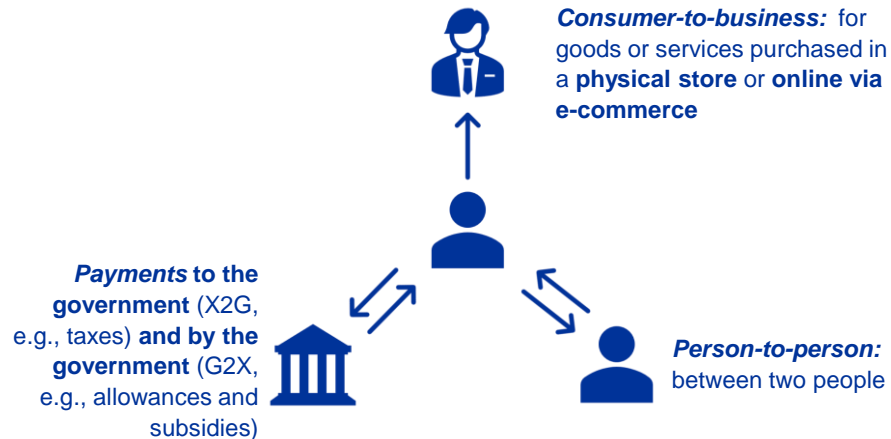 Consumer-to-business: for
goods or services purchased in
a physical store or online via
e-commerce
Payments to the
government (X2G,
e.g., taxes) and by the
government (G2X,
e.g., allowances and
subsidies)
Person-to-person:
between two people